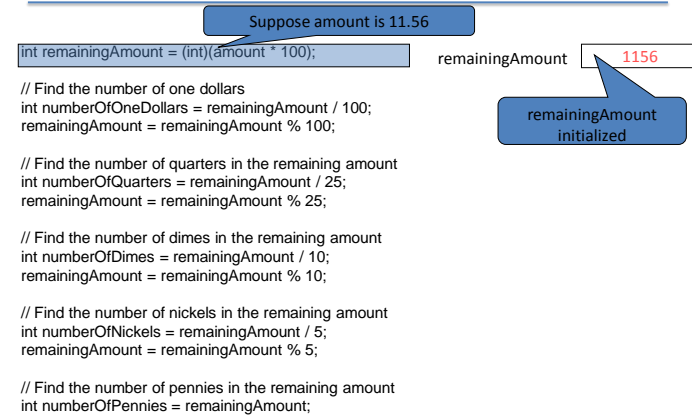 Suppose amount is 11.56
int remainingAmount = (int)(amount * 100);
remainingAmount 1156
remainingAmount
initialized
// Find the number of one dollars
int numberOfOneDollars = remainingAmount / 100;
remainingAmount = remainingAmount % 100;
// Find the number of quarters in the remaining amount
int numberOfQuarters = remainingAmount / 25;
remainingAmount = remainingAmount % 25;
// Find the number of dimes in the remaining amount
int numberOfDimes = remainingAmount / 10;
remainingAmount = remainingAmount % 10;
// Find the number of nickels in the remaining amount
int numberOfNickels = remainingAmount / 5;
remainingAmount = remainingAmount % 5;
// Find the number of pennies in the remaining amount
int numberOfPennies = remainingAmount;